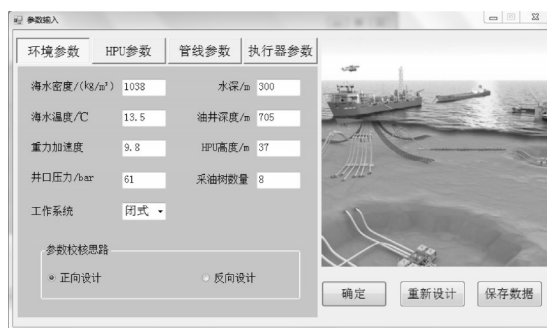 参数输入
环境参数 HPU参数 管线参数 执行器参数
海水密度/(kg/m³) 1038 水深/m 300
海水温度/℃ 13.5 油井深度/m 705
重力加速度 9.8 HPU高度/m 37
井口压力/bar 61 采油树数量 8
工作系统 闭式
参数校核思路
正向设计 反向设计
确定 重新设计 保存数据